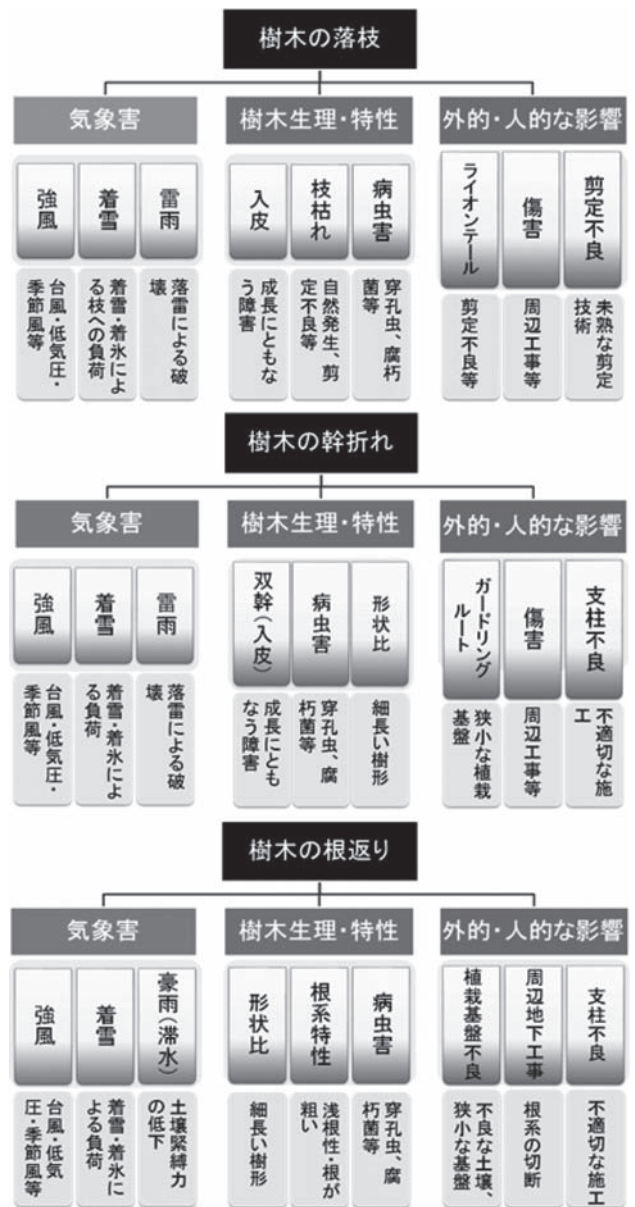 樹木の落枝
気象害
樹木生理・特性
外的・人的な影響
強風
着雪
雷雨
入皮
枝枯れ
病虫害
ライオンテール
傷害
剪定不良
台風・低気圧・
季節風等
着雪・着氷によ
る枝への負荷
落雷による破
壊
成長にともな
う障害
自然発生、剪
定不良等
穿孔虫、腐朽
菌等
剪定不良等
周辺工事等
未熟な剪定
技術
樹木の幹折れ
気象害
樹木生理・特性
外的・人的な影響
強風
着雪
雷雨
双幹(入皮)
病虫害
形状比
ガードリング
ルート
傷害
支柱不良
台風・低気圧・
季節風等
着雪・着氷によ
る負荷
落雷による破
壊
成長にとも
なう障害
穿孔虫、腐
朽菌等
細長い樹形
狭小な植栽
基盤
周辺工事等
不適切な施
工
樹木の根返り
気象害
樹木生理・特性
外的・人的な影響
強風
着雪
豪雨(滞水)
形状比
根系特性
病虫害
植栽基盤不良
周辺地下工事
支柱不良
台風・低気
圧・季節風等
着雪・着氷に
よる負荷
土壌緊縛力
の低下
細長い樹形
浅根性・根が
粗い
穿孔虫、腐
朽菌等
不良な土壌、
狭小な基盤
根系の切断
不適切な施工